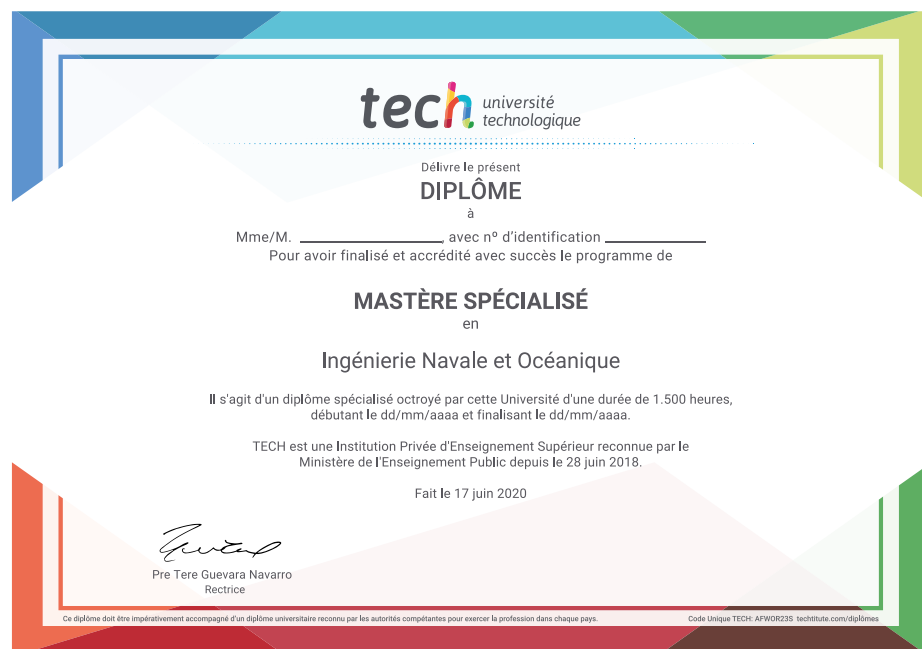 tech université
technologique
Délivre le présent
DIPLÔME
à
Mme/M. ____________, avec nº d'identification ____________
Pour avoir finalisé et accrédité avec succès le programme de
MASTÈRE SPÉCIALISÉ
en
Ingénierie Navale et Océanique
Il s'agit d'un diplôme spécialisé octroyé par cette Université d'une durée de 1.500 heures,
débutant le dd/mm/aaaa et finalisant le dd/mm/aaaa.
TECH est une Institution Privée d'Enseignement Supérieur reconnue par le
Ministère de l'Enseignement Public depuis le 28 juin 2018.
Fait le 17 juin 2020
Pre Tere Guevara Navarro
Rectrice
Ce diplôme doit être impérativement accompagné d'un diplôme universitaire reconnu par les autorités compétantes pour exercer la profession dans chaque pays.
Code Unique TECH: AFWOR23S techtitute.com/diplômes